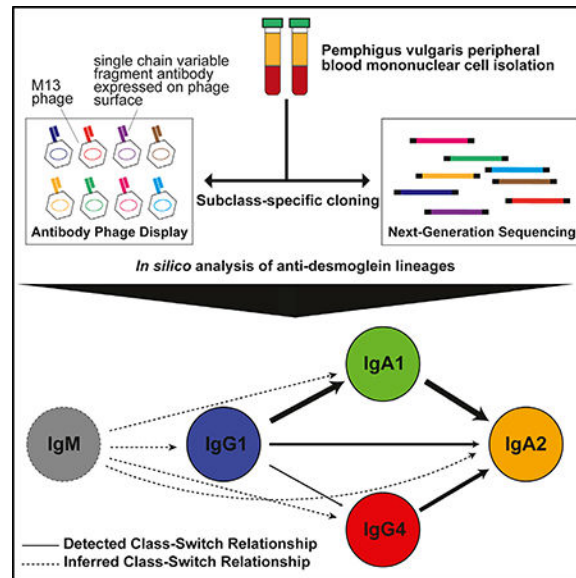 Pemphigus vulgaris peripheral
blood mononuclear cell isolation
single chain variable
fragment antibody
expressed on phage
surface
M13
phage
Antibody Phage Display
Subclass-specific cloning
Next-Generation Sequencing
In silico analysis of anti-desmoglein lineages
IgA1
IgM
IgG1
IgA2
IgG4
Detected Class-Switch Relationship
Inferred Class-Switch Relationship